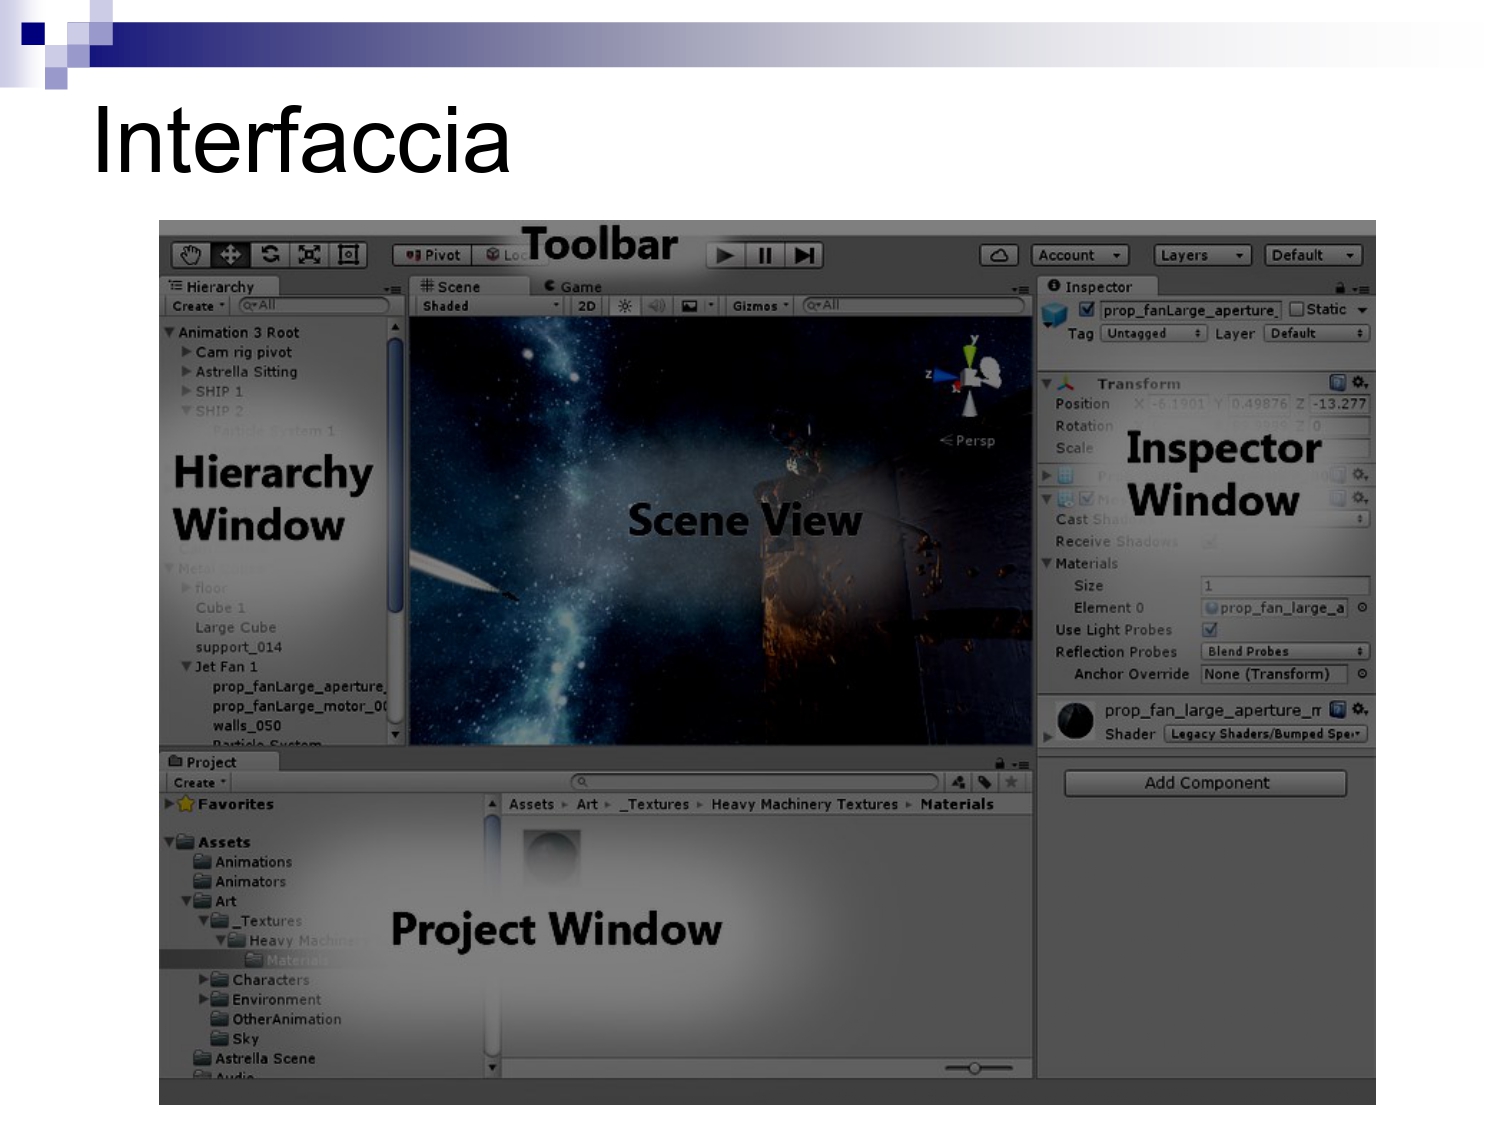 Interfaccia
Toolbar
Pivot
Account
Layers
Default
Hierarchy
Create
All
Animation 3 Root
Cam rig pivot
Astrella Sitting
SHIP 1
SHIP 2
Particle System 1
Hierarchy
Window
floor
Cube 1
Large Cube
support_014
Jet Fan 1
prop_fanLarge_aperture_
prop_fanLarge_motor_00
walls_050
Particle System
Scene
Game
Shaded
2D
Gizmos
All
y
z
x
Persp
Scene View
Inspector
prop_fanLarge_aperture_
Static
Tag Untagged Layer Default
Transform
Position X -6.1901 Y 0.49876 Z -13.277
Rotation Z 0
Scale
Inspector
Window
Cast
Receive Shadows
Materials
Size 1
Element 0 prop_fan_large_a
Use Light Probes
Reflection Probes Blend Probes
Anchor Override None (Transform)
prop_fan_large_aperture_m
Shader Legacy Shaders/Bumped Spe
Add Component
Project
Create
Favorites
Assets
Animations
Animators
Art
_Textures
Heavy Machinery
Materials
Characters
Environment
OtherAnimation
Sky
Astrella Scene
Audio
Assets Art _Textures Heavy Machinery Textures Materials
Project Window